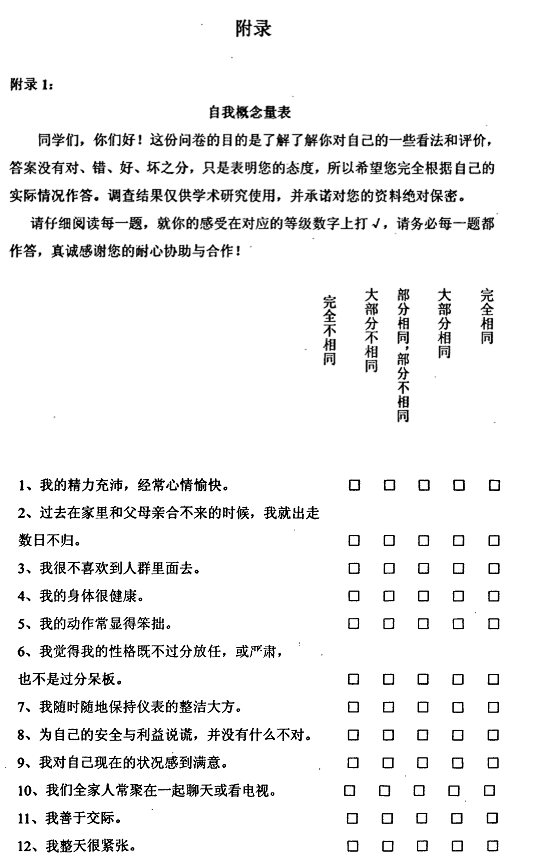 附录
附录 1：
自我概念量表
同学们，你们好！这份问卷的目的是了解了解你对自己的一些看法和评价，
答案没有对、错、好、坏之分，只是表明您的态度，所以希望您完全根据自己的
实际情况作答。调查结果仅供学术研究使用，并承诺对您的资料绝对保密。
请仔细阅读每一题，就你的感受在对应的等级数字上打√，请务必每一题都
作答，真诚感谢您的耐心协助与合作！
完全不相同
大部分不相同
部分相同，部分不相同
大部分相同
完全相同
1、我的精力充沛，经常心情愉快。 □ □ □ □ □
2、过去在家里和父母亲合不来的时候，我就出走
数日不归。 □ □ □ □ □
3、我很不喜欢到人群里面去。 □ □ □ □ □
4、我的身体很健康。 □ □ □ □ □
5、我的动作常显得笨拙。 □ □ □ □ □
6、我觉得我的性格既不过分放任，或严肃，
也不是过分呆板。 □ □ □ □ □
7、我随时随地保持仪表的整洁大方。 □ □ □ □ □
8、为自己的安全与利益说谎，并没有什么不对。 □ □ □ □ □
9、我对自己现在的状况感到满意。 □ □ □ □ □
10、我们全家人常聚在一起聊天或看电视。 □ □ □ □ □
11、我善于交际。 □ □ □ □ □
12、我整天很紧张。 □ □ □ □ □